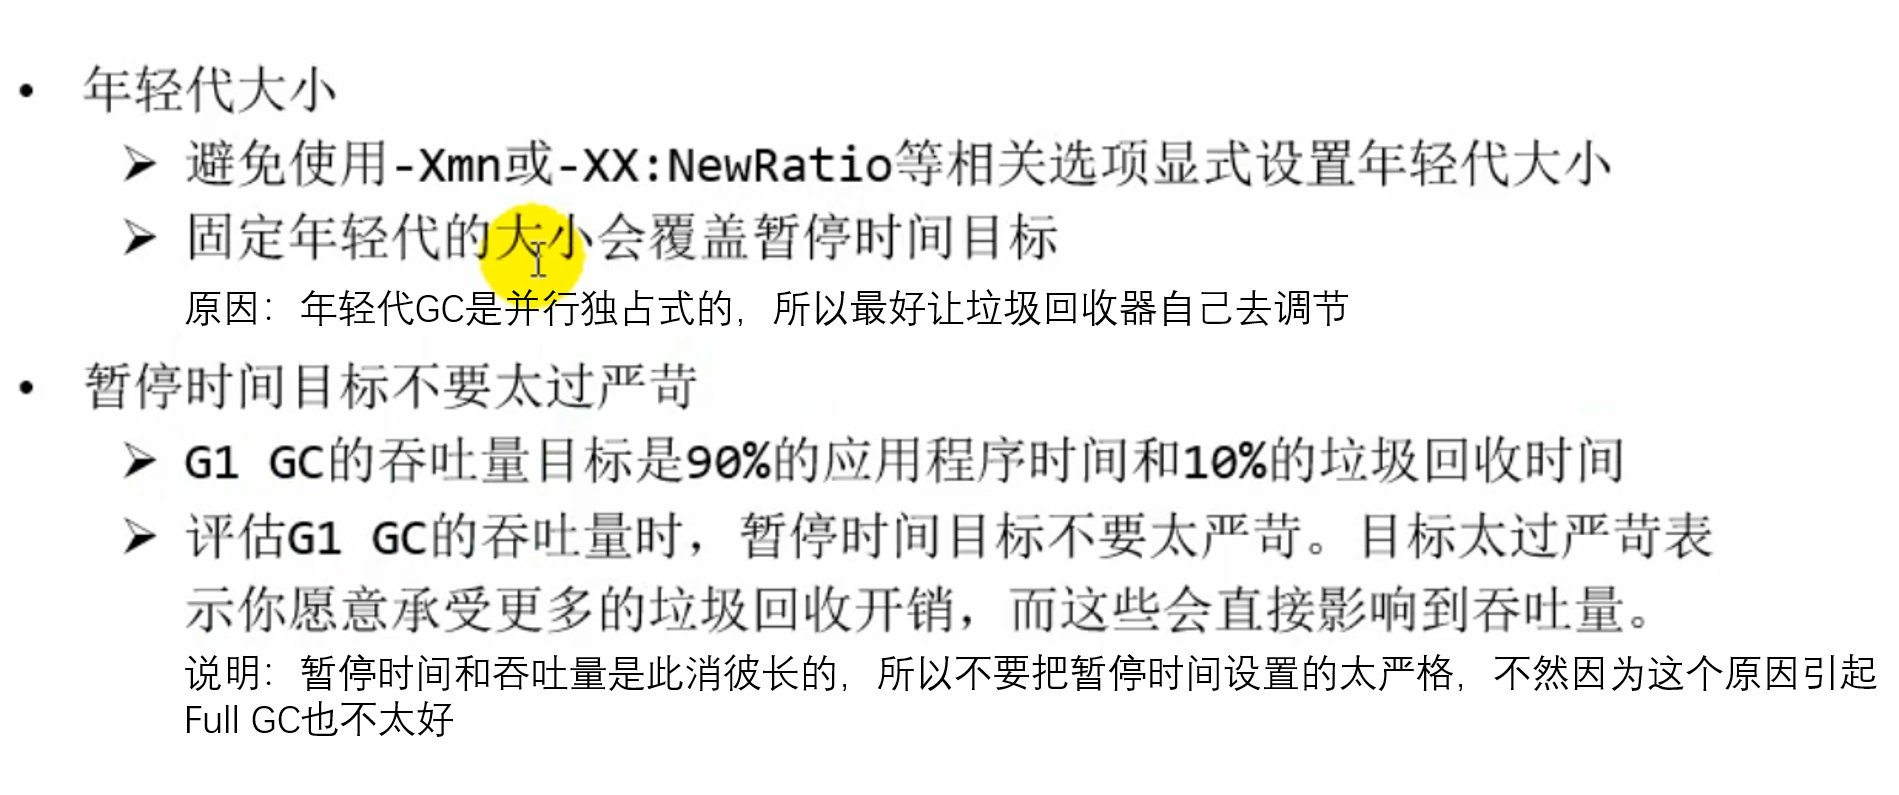 • 年轻代大小
➢ 避免使用-Xmn或-XX:NewRatio等相关选项显式设置年轻代大小
➢ 固定年轻代的大小会覆盖暂停时间目标
原因：年轻代GC是并行独占式的，所以最好让垃圾回收器自己去调节
• 暂停时间目标不要太过严苛
➢ G1 GC的吞吐量目标是90%的应用程序时间和10%的垃圾回收时间
➢ 评估G1 GC的吞吐量时，暂停时间目标不要太严苛。目标太过严苛表
示你愿意承受更多的垃圾回收开销，而这些会直接影响到吞吐量。
说明：暂停时间和吞吐量是此消彼长的，所以不要把暂停时间设置的太严格，不然因为这个原因引起
Full GC也不太好